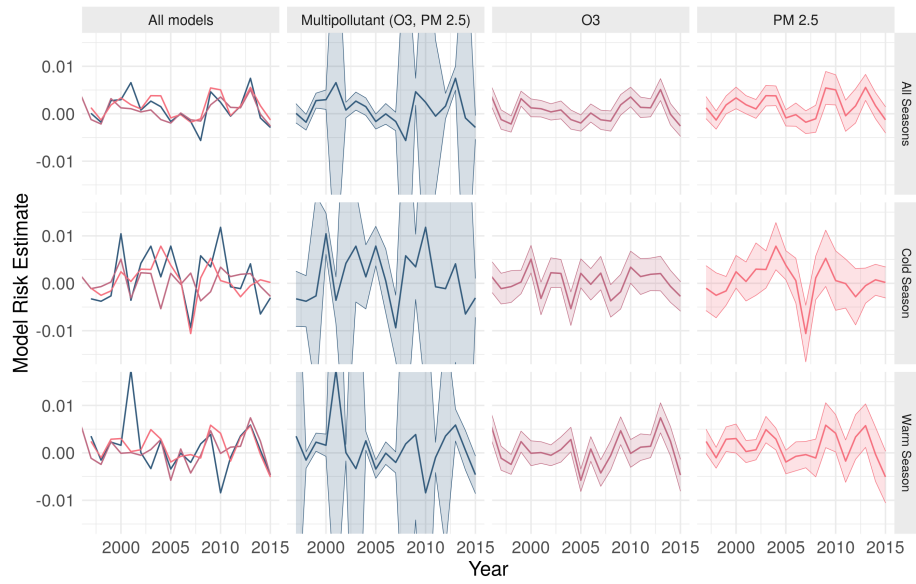 All models
Multipollutant (O3, PM 2.5)
O3
PM 2.5
Model Risk Estimate
0.01
0.00
-0.01
All Seasons
0.01
0.00
-0.01
Cold Season
0.01
0.00
-0.01
Warm Season
2000 2005 2010 2015 2000 2005 2010 2015 2000 2005 2010 2015 2000 2005 2010 2015
Year